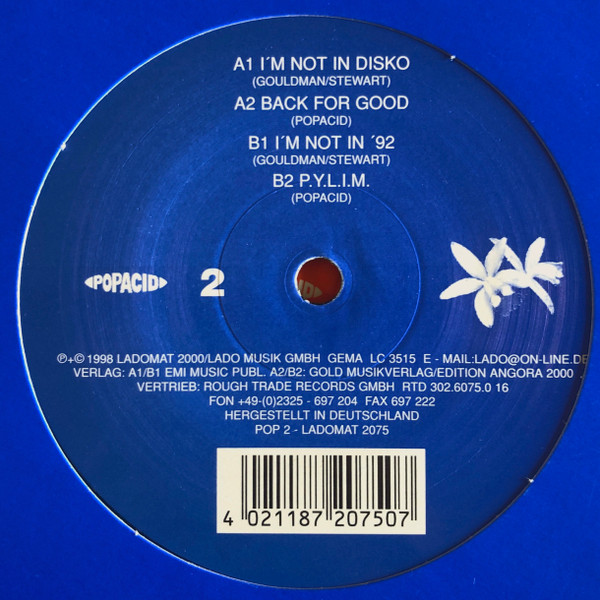 A1 I´M NOT IN DISKO
(GOULDMAN/STEWART)
A2 BACK FOR GOOD
(POPACID)
B1 I´M NOT IN ´92
(GOULDMAN/STEWART)
B2 P.Y.L.I.M.
(POPACID)
POPACID 2
℗+© 1998 LADOMAT 2000/LADO MUSIK GMBH GEMA LC 3515 E - MAIL:LADO@ON-LINE.DE
VERLAG: A1/B1 EMI MUSIC PUBL. A2/B2: GOLD MUSIKVERLAG/EDITION ANGORA 2000
VERTRIEB: ROUGH TRADE RECORDS GMBH RTD 302.6075.0 16
FON +49-(0)2325 - 697 204 FAX 697 222
HERGESTELLT IN DEUTSCHLAND
POP 2 - LADOMAT 2075
4 021187 207507